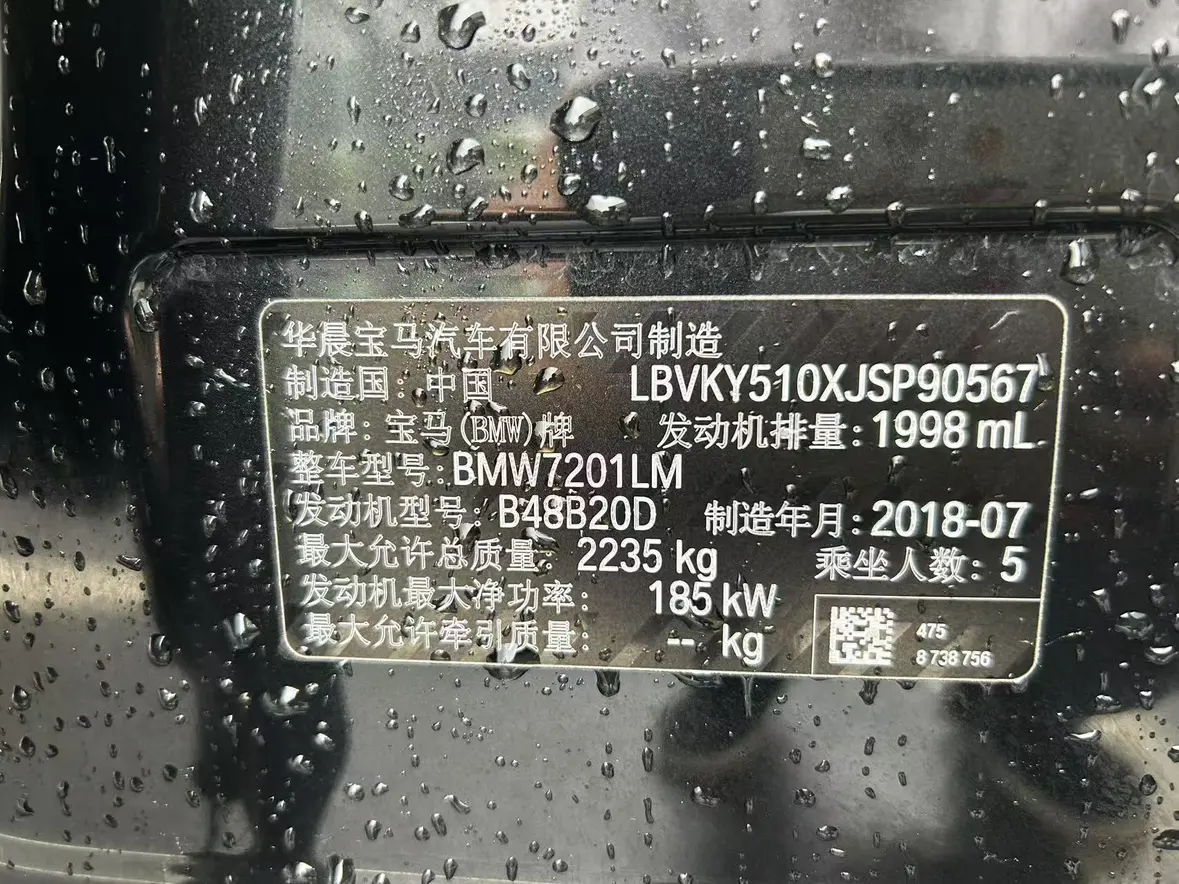 华晨宝马汽车有限公司制造
制造国: 中国 LBVKY510XJSP90567
品牌: 宝马(BMW)牌 发动机排量: 1998 mL
整车型号: BMW7201LM
发动机型号: B48B20D 制造年月: 2018-07
最大允许总质量: 2235 kg 乘坐人数: 5
发动机最大净功率: 185 kW
最大允许牵引质量: -- kg
475
8 738 756